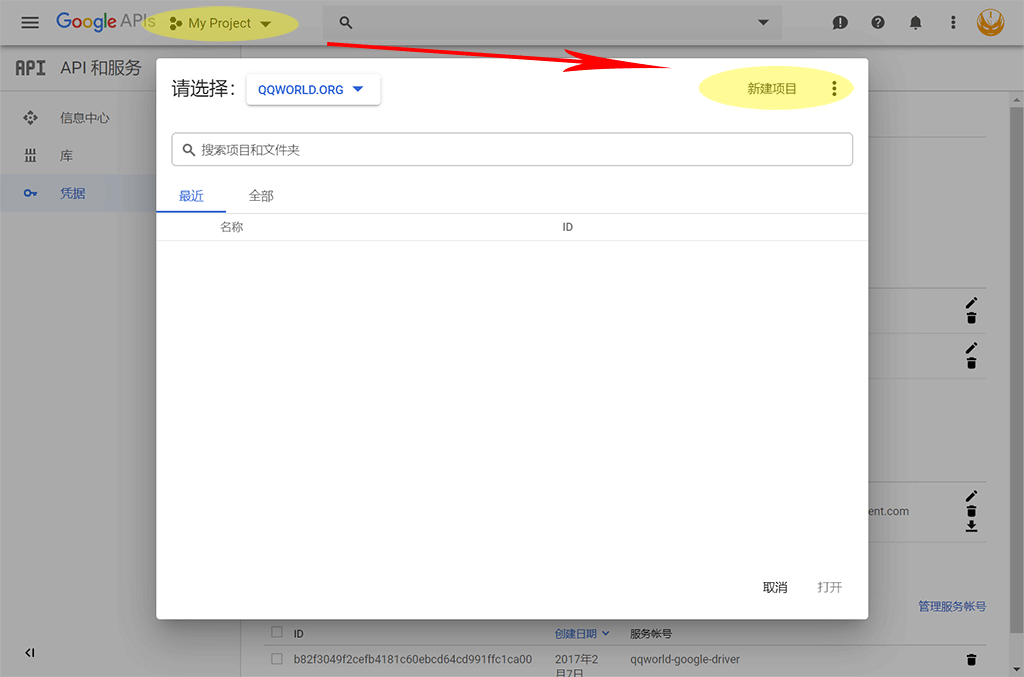 Google APIs My Project
API API 和服务
请选择： QQWORLD.ORG 新建项目
信息中心
搜索项目和文件夹
库
凭据
最近 全部
名称 ID
ent.com
取消 打开
管理服务帐号
ID 创建日期 服务帐号
b82f3049f2cefb4181c60ebcd64cd991ffc1ca00 2017年2 qqworld-google-driver
月7日